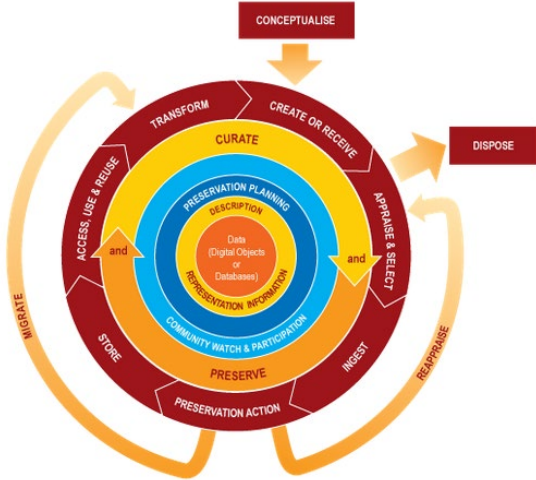 CONCEPTUALISE
DISPOSE
CREATE OR RECEIVE
APPRAISE & SELECT
INGEST
PRESERVATION ACTION
STORE
ACCESS, USE & REUSE
TRANSFORM
MIGRATE
REAPPRAISE
CURATE
and
PRESERVE
and
COMMUNITY WATCH & PARTICIPATION
PRESERVATION PLANNING
DESCRIPTION
REPRESENTATION INFORMATION
Data
(Digital Objects
or
Databases)